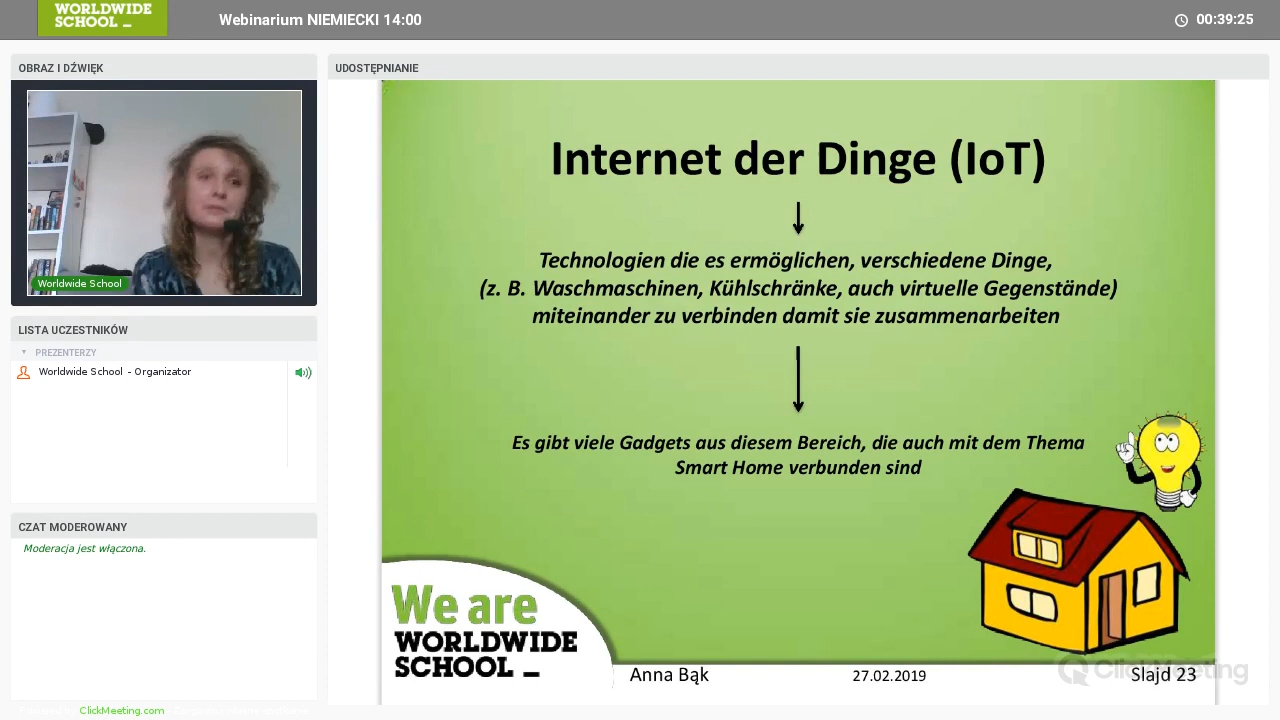 WORLDWIDE
SCHOOL
Webinarium NIEMIECKI 14:00
00:39:25
OBRAZ I DŹWIĘK
Worldwide School
LISTA UCZESTNIKÓW
PREZENTERZY
Worldwide School - Organizator
CZAT MODEROWANY
Moderacja jest włączona.
ClickMeeting.com
UDOSTĘPNIANIE
Internet der Dinge (IoT)
Technologien die es ermöglichen, verschiedene Dinge,
(z. B. Waschmaschinen, Kühlschränke, auch virtuelle Gegenstände)
miteinander zu verbinden damit sie zusammenarbeiten
Es gibt viele Gadgets aus diesem Bereich, die auch mit dem Thema
Smart Home verbunden sind
We are
WORLDWIDE
SCHOOL
Anna Bąk
27.02.2019
Slajd 23
ClickMeeting